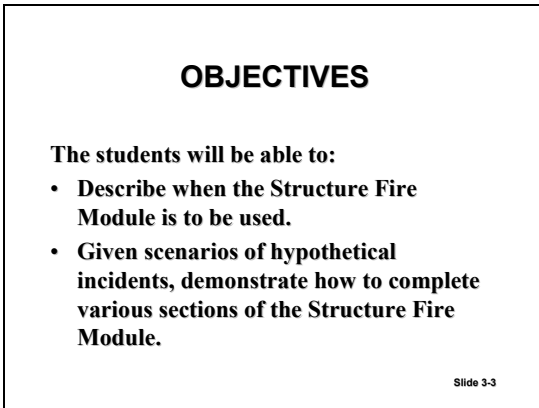 OBJECTIVES
The students will be able to:
• Describe when the Structure Fire
Module is to be used.
• Given scenarios of hypothetical
incidents, demonstrate how to complete
various sections of the Structure Fire
Module.
Slide 3-3